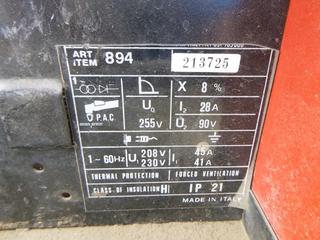 ART
ITEM 894 213725
1~ X 8%
P.A.C U₀ I₂ 28A
255V U₂ 90V
1~60Hz U₁ 208V 230V I₁ 45A 41A
THERMAL PROTECTION FORCED VENTILATION
CLASS OF INSULATION H IP 21
MADE IN ITALY